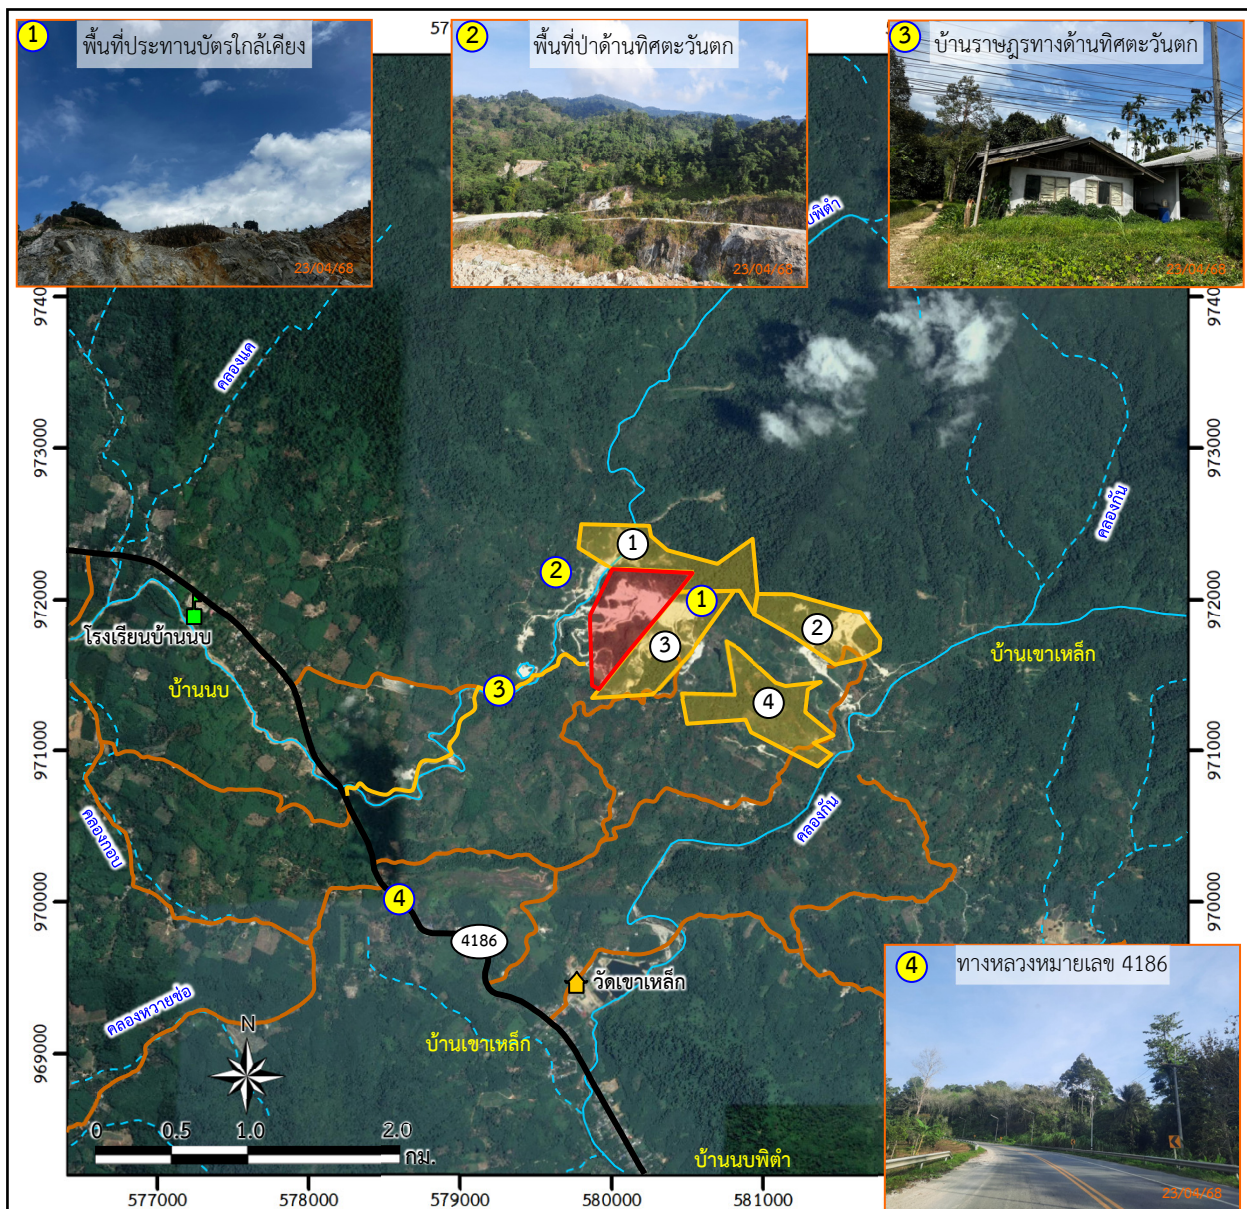 1
พื้นที่ประทานบัตรใกล้เคียง
23/04/68
2
พื้นที่ป่าด้านทิศตะวันตก
23/04/68
3
บ้านราษฎรทางด้านทิศตะวันตก
23/04/68
974000
973000
972000
971000
970000
969000
คลองแค
คลองกัน
1
2
1
2
3
3
4
โรงเรียนบ้านนบ
บ้านนบ
บ้านเขาเหล็ก
คลองกอบ
คลองกัน
4
4186
วัดเขาเหล็ก
คลองหวายช่อ
บ้านเขาเหล็ก
บ้านนบพิตำ
N
0 0.5 1.0 2.0
กม.
973000
972000
971000
970000
4
ทางหลวงหมายเลข 4186
23/04/68
577000 578000 579000 580000 581000